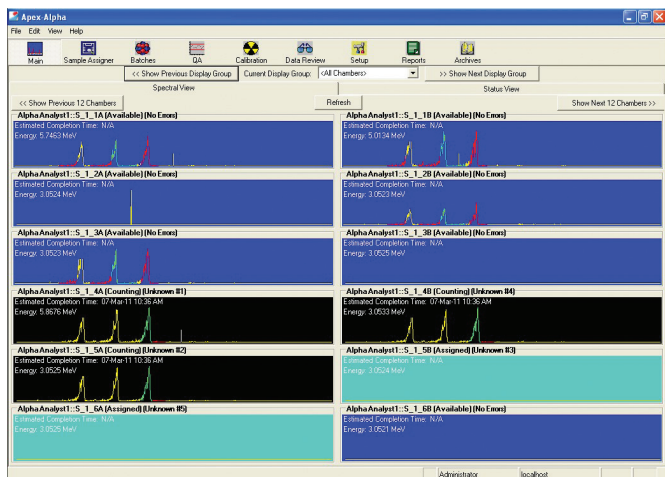 Apex-Alpha
File Edit View Help
Main Sample Assigner Batches QA Calibration Data Review Setup Reports Archives
<< Show Previous Display Group Current Display Group: <All Chambers> >> Show Next Display Group
Spectral View Status View
<< Show Previous 12 Chambers Refresh Show Next 12 Chambers >>
AlphaAnalyst1::S_1_1A (Available) (No Errors)
Estimated Completion Time: N/A
Energy: 5.7463 MeV
AlphaAnalyst1::S_1_1B (Available) (No Errors)
Estimated Completion Time: N/A
Energy: 5.0134 MeV
AlphaAnalyst1::S_1_2A (Available) (No Errors)
Estimated Completion Time: N/A
Energy: 3.0524 MeV
AlphaAnalyst1::S_1_2B (Available) (No Errors)
Estimated Completion Time: N/A
Energy: 3.0523 MeV
AlphaAnalyst1::S_1_3A (Available) (No Errors)
Estimated Completion Time: N/A
Energy: 3.0523 MeV
AlphaAnalyst1::S_1_3B (Available) (No Errors)
Estimated Completion Time: N/A
Energy: 3.0525 MeV
AlphaAnalyst1::S_1_4A (Counting) (Unknown #1)
Estimated Completion Time: 07-Mar-11 10:36 AM
Energy: 5.8676 MeV
AlphaAnalyst1::S_1_4B (Counting) (Unknown #4)
Estimated Completion Time: 07-Mar-11 10:36 AM
Energy: 3.0533 MeV
AlphaAnalyst1::S_1_5A (Counting) (Unknown #2)
Estimated Completion Time: 07-Mar-11 10:36 AM
Energy: 3.0525 MeV
AlphaAnalyst1::S_1_5B (Assigned) (Unknown #3)
Estimated Completion Time: N/A
Energy: 3.0524 MeV
AlphaAnalyst1::S_1_6A (Assigned) (Unknown #5)
Estimated Completion Time: N/A
Energy: 3.0525 MeV
AlphaAnalyst1::S_1_6B (Available) (No Errors)
Estimated Completion Time: N/A
Energy: 3.0521 MeV
Administrator localhost